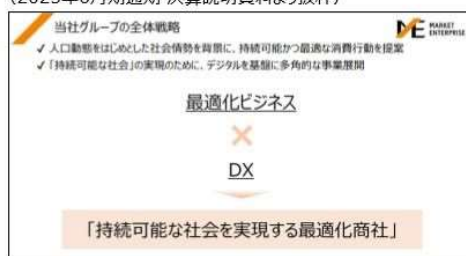 （2025年6月期通期 決算説明資料より抜粋）
当社グループの全体戦略
ME MARKET ENTERPRISE
✓ 人口動態をはじめとした社会情勢を背景に、持続可能かつ最適な消費行動を提案
✓ 「持続可能な社会」の実現のために、デジタルを基盤に多角的な事業展開
最適化ビジネス
×
DX
「持続可能な社会を実現する最適化商社」